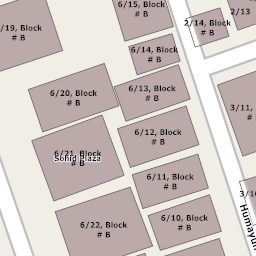 6/15, Block
# B
2/13
2/14, Block
# B
/19, Block
# B
6/14, Block
# B
6/13, Block
# B
6/20, Block
# B
3/11,
#
6/12, Block
# B
6/21, Block
Sohid Plaza
# B
6/11, Block
# B
3/1
6/10, Block
# B
6/22, Block
# B
Humayun